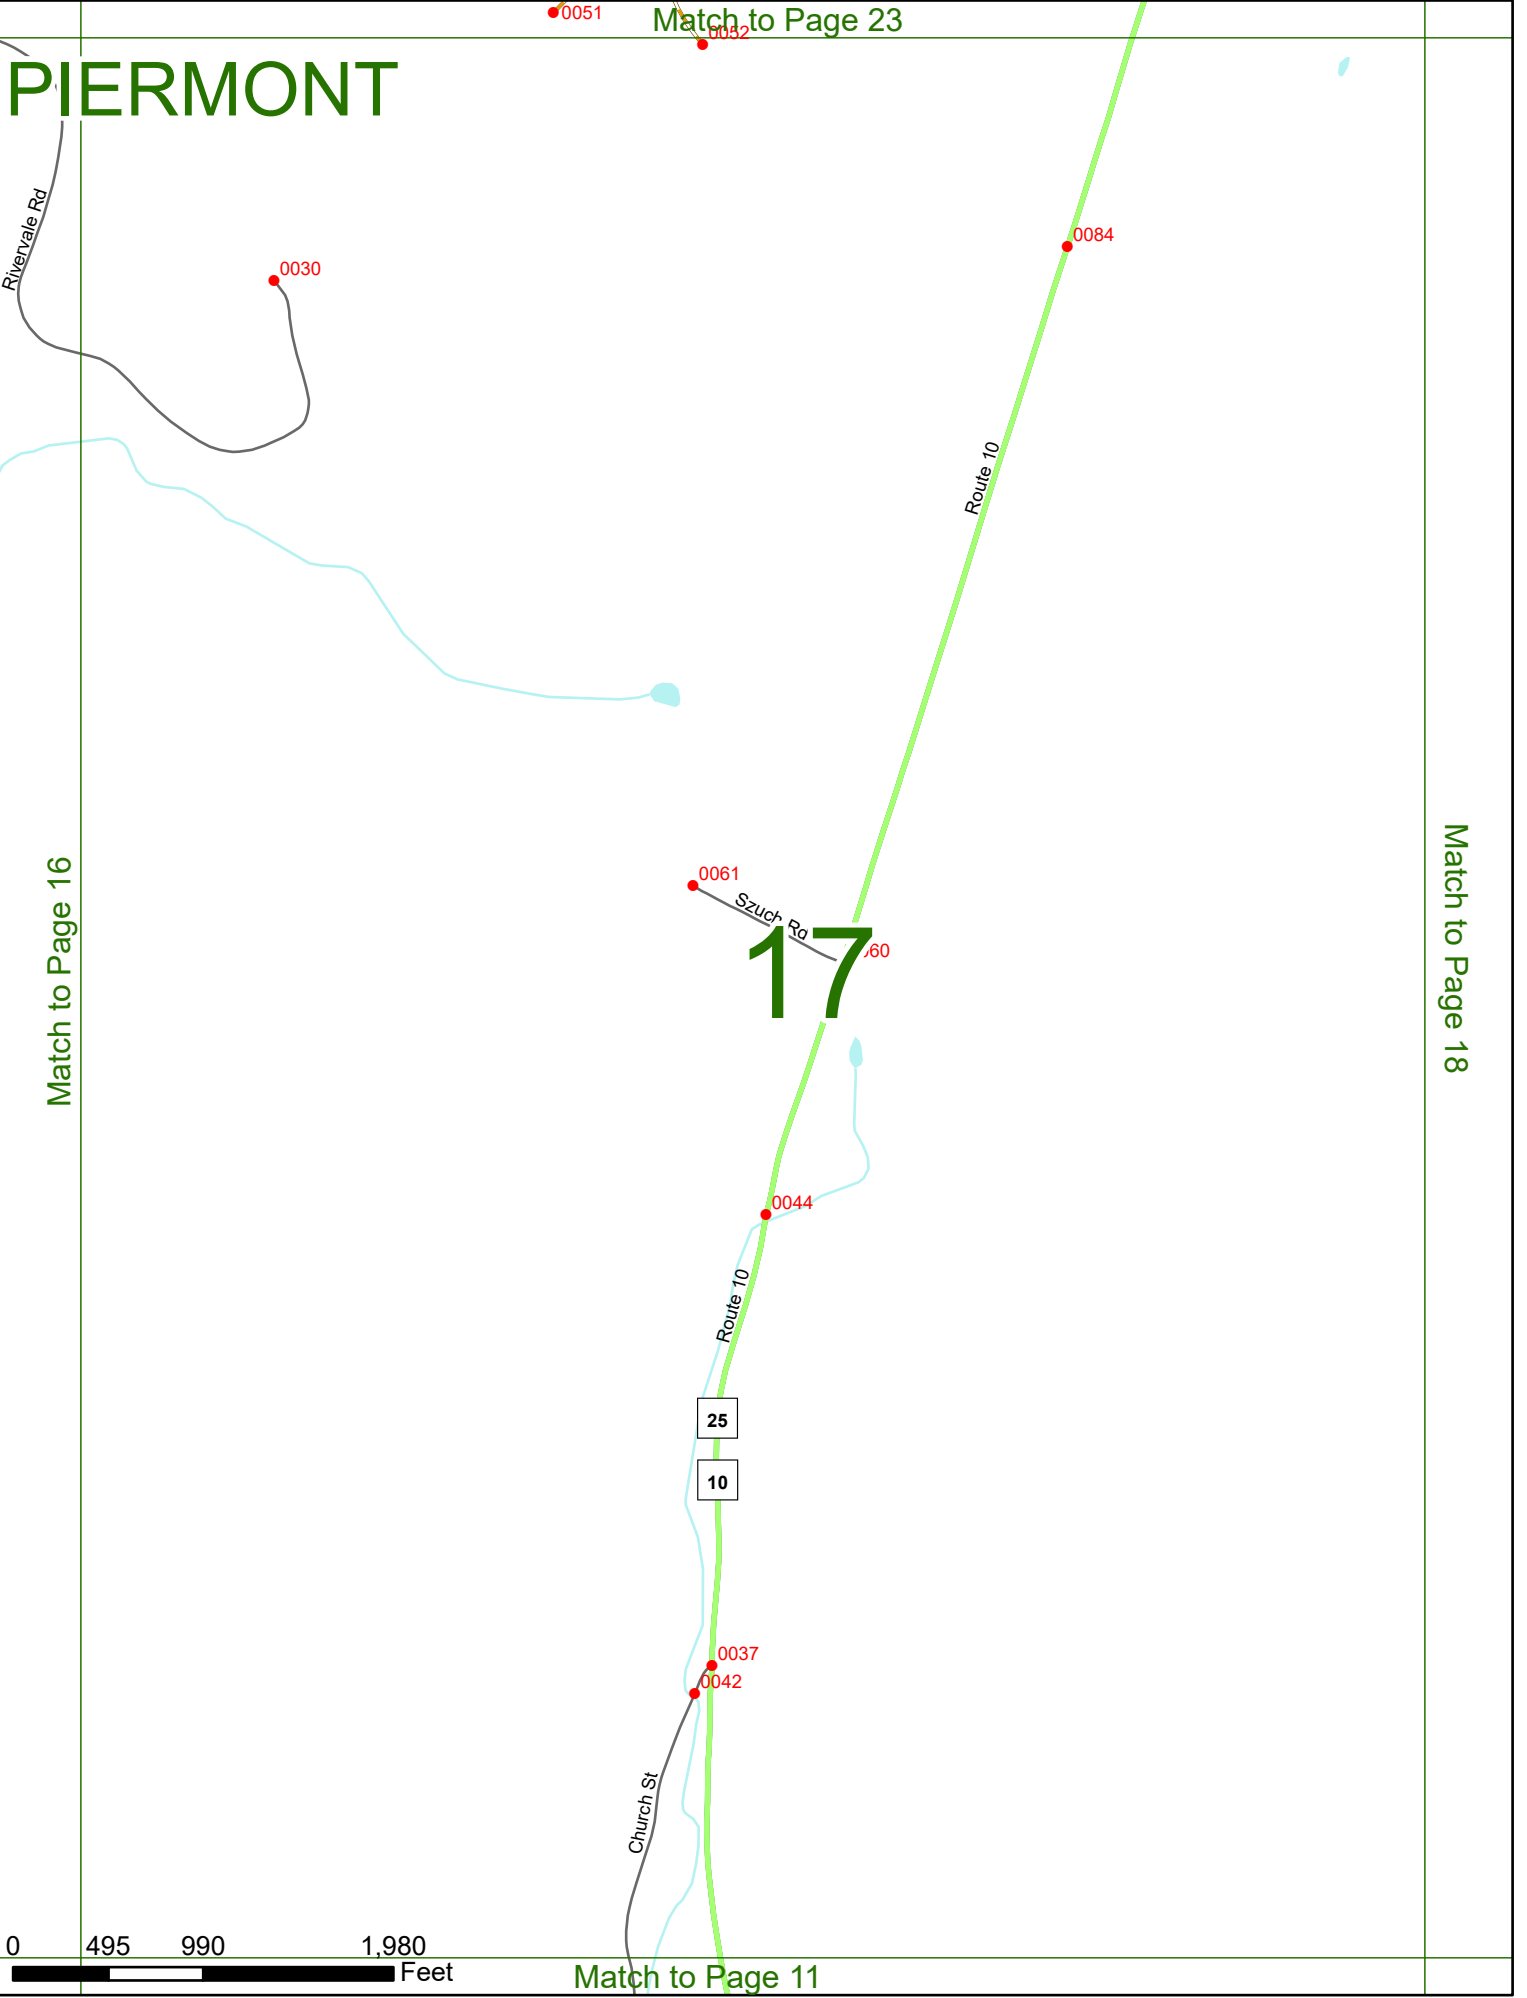 0051
Match to Page 23
0052
PIERMONT
Rivervale Rd
0084
0030
Route 10
Match to Page 16
Match to Page 18
0061
Szuch Rd
17
60
0044
Route 10
25
10
0037
0042
Church St
0 495 990 1,980
Feet
Match to Page 11